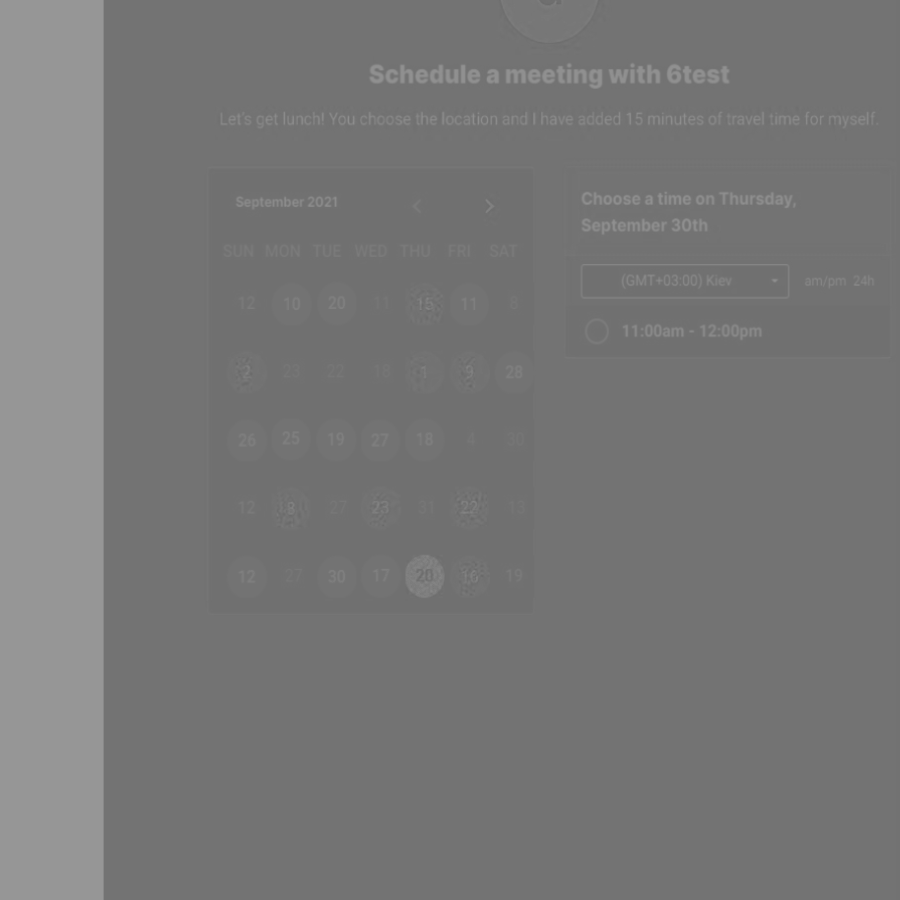 Schedule a meeting with 6test
Let's get lunch! You choose the location and I have added 15 minutes of travel time for myself.
September 2021
SUN MON TUE WED THU FRI SAT
12 10 20 11 15 11 8
2 23 22 18 1 9 28
26 25 19 27 18 4 30
12 8 27 23 31 22 13
12 27 30 17 20 16 19
Choose a time on Thursday,
September 30th
(GMT+03:00) Kiev am/pm 24h
11:00am - 12:00pm